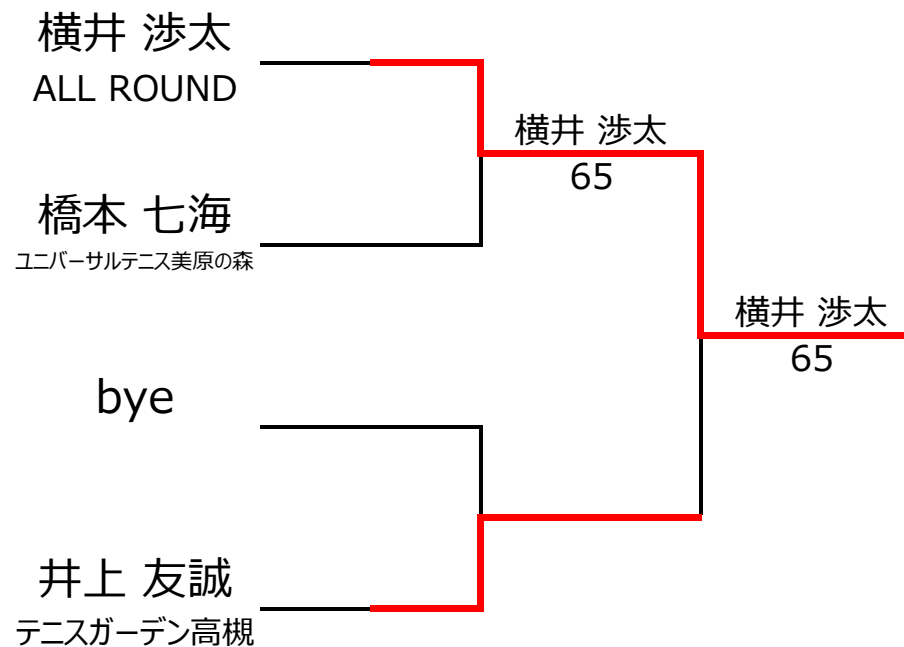 横井 渉太
ALL ROUND
橋本 七海
ユニバーサルテニス美原の森
bye
井上 友誠
テニスガーデン高槻
横井 渉太
65
横井 渉太
65